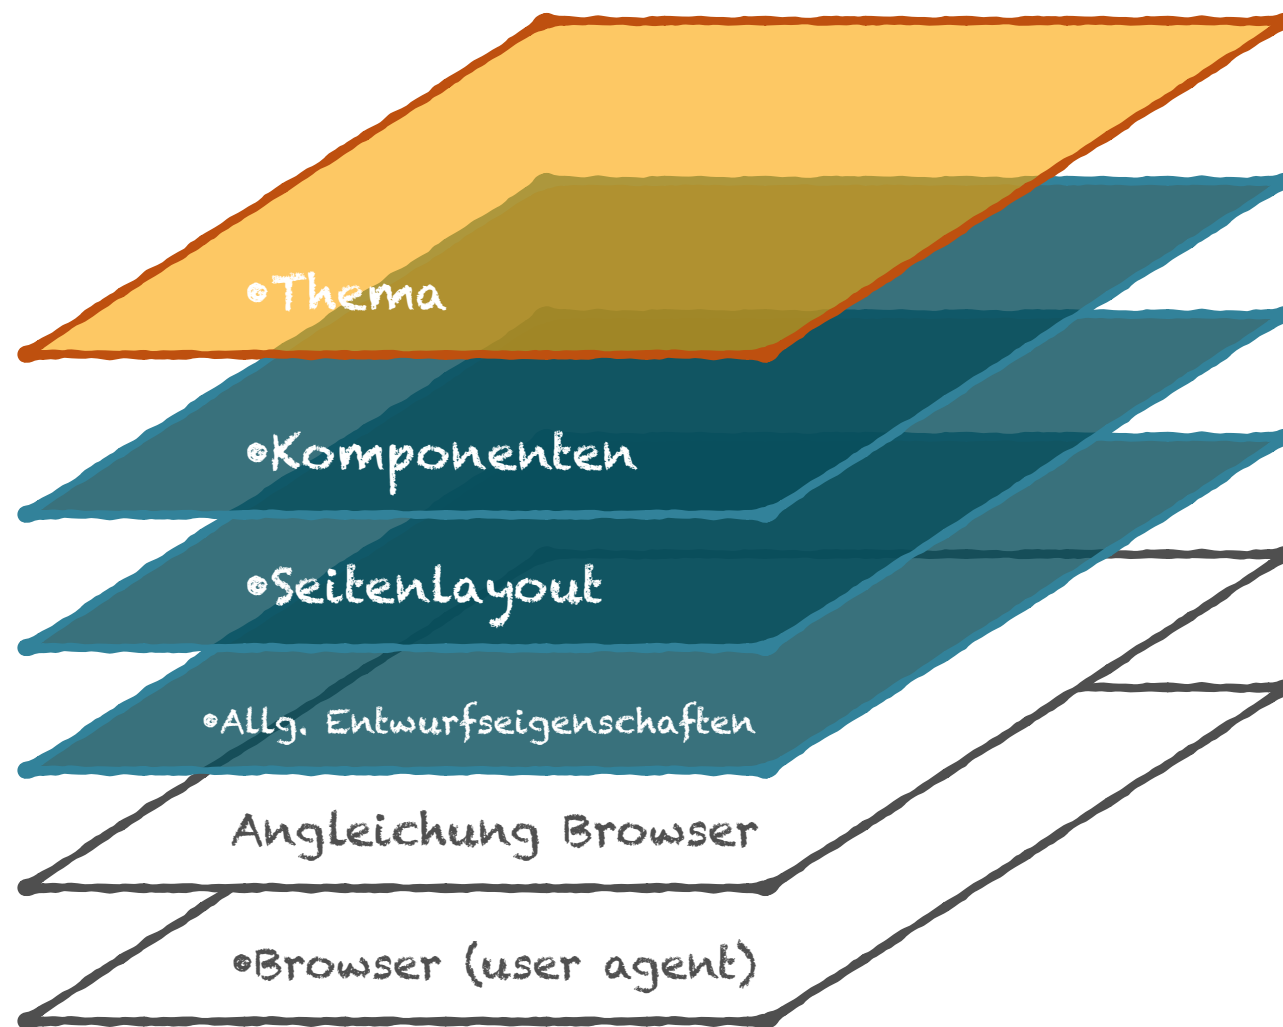 •Thema
•Komponenten
•Seitenlayout
•Allg. Entwurfseigenschaften
Angleichung Browser
•Browser (user agent)